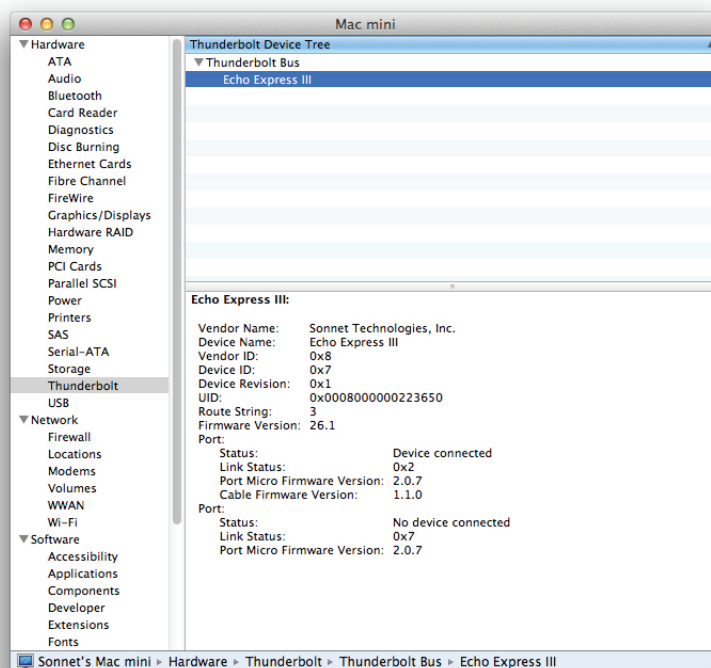 Mac mini
Hardware
ATA
Audio
Bluetooth
Card Reader
Diagnostics
Disc Burning
Ethernet Cards
Fibre Channel
FireWire
Graphics/Displays
Hardware RAID
Memory
PCI Cards
Parallel SCSI
Power
Printers
SAS
Serial-ATA
Storage
Thunderbolt
USB
Network
Firewall
Locations
Modems
Volumes
WWAN
Wi-Fi
Software
Accessibility
Applications
Components
Developer
Extensions
Fonts
Thunderbolt Device Tree
Thunderbolt Bus
Echo Express III
Echo Express III:
Vendor Name: Sonnet Technologies, Inc.
Device Name: Echo Express III
Vendor ID: 0x8
Device ID: 0x7
Device Revision: 0x1
UID: 0x0008000000223650
Route String: 3
Firmware Version: 26.1
Port:
Status: Device connected
Link Status: 0x2
Port Micro Firmware Version: 2.0.7
Cable Firmware Version: 1.1.0
Port:
Status: No device connected
Link Status: 0x7
Port Micro Firmware Version: 2.0.7
Sonnet's Mac mini ▸ Hardware ▸ Thunderbolt ▸ Thunderbolt Bus ▸ Echo Express III